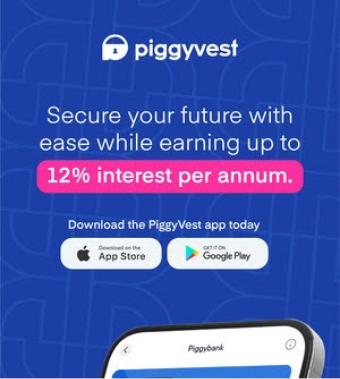 piggyvest
Secure your future with
ease while earning up to
12% interest per annum.
Download the PiggyVest app today
Download on the
App Store
GET IT ON
Google Play
Piggybank